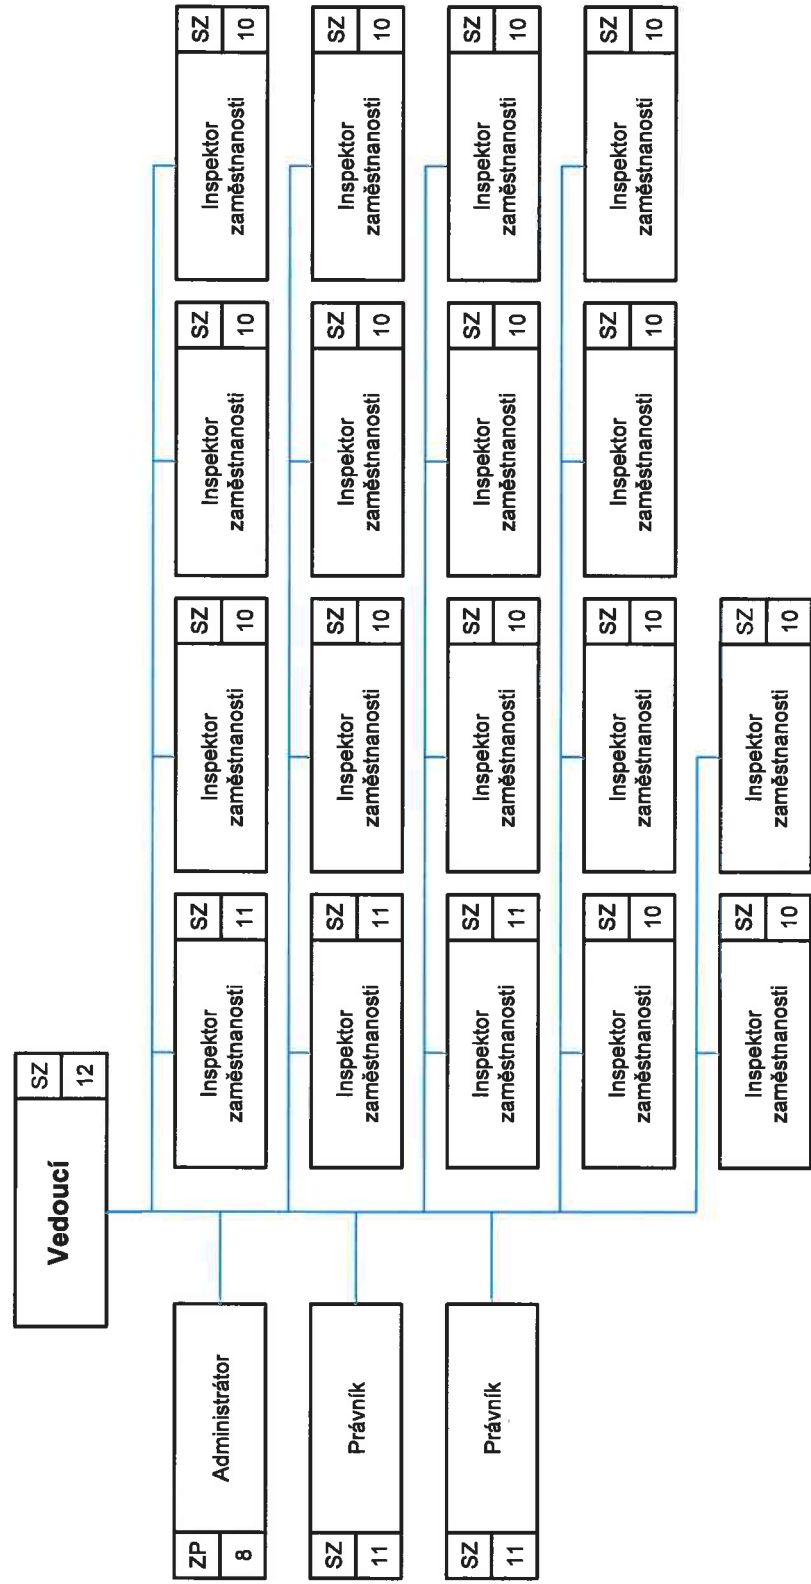 Vedoucí
SZ
12
ZP
8
Administrátor
Inspektor
zaměstnanosti
SZ
11
Inspektor
zaměstnanosti
SZ
10
Inspektor
zaměstnanosti
SZ
10
Inspektor
zaměstnanosti
SZ
10
SZ
11
Právník
Inspektor
zaměstnanosti
SZ
11
Inspektor
zaměstnanosti
SZ
10
Inspektor
zaměstnanosti
SZ
10
Inspektor
zaměstnanosti
SZ
10
SZ
11
Právník
Inspektor
zaměstnanosti
SZ
11
Inspektor
zaměstnanosti
SZ
10
Inspektor
zaměstnanosti
SZ
10
Inspektor
zaměstnanosti
SZ
10
Inspektor
zaměstnanosti
SZ
10
Inspektor
zaměstnanosti
SZ
10
Inspektor
zaměstnanosti
SZ
10
Inspektor
zaměstnanosti
SZ
10
Inspektor
zaměstnanosti
SZ
10
Inspektor
zaměstnanosti
SZ
10